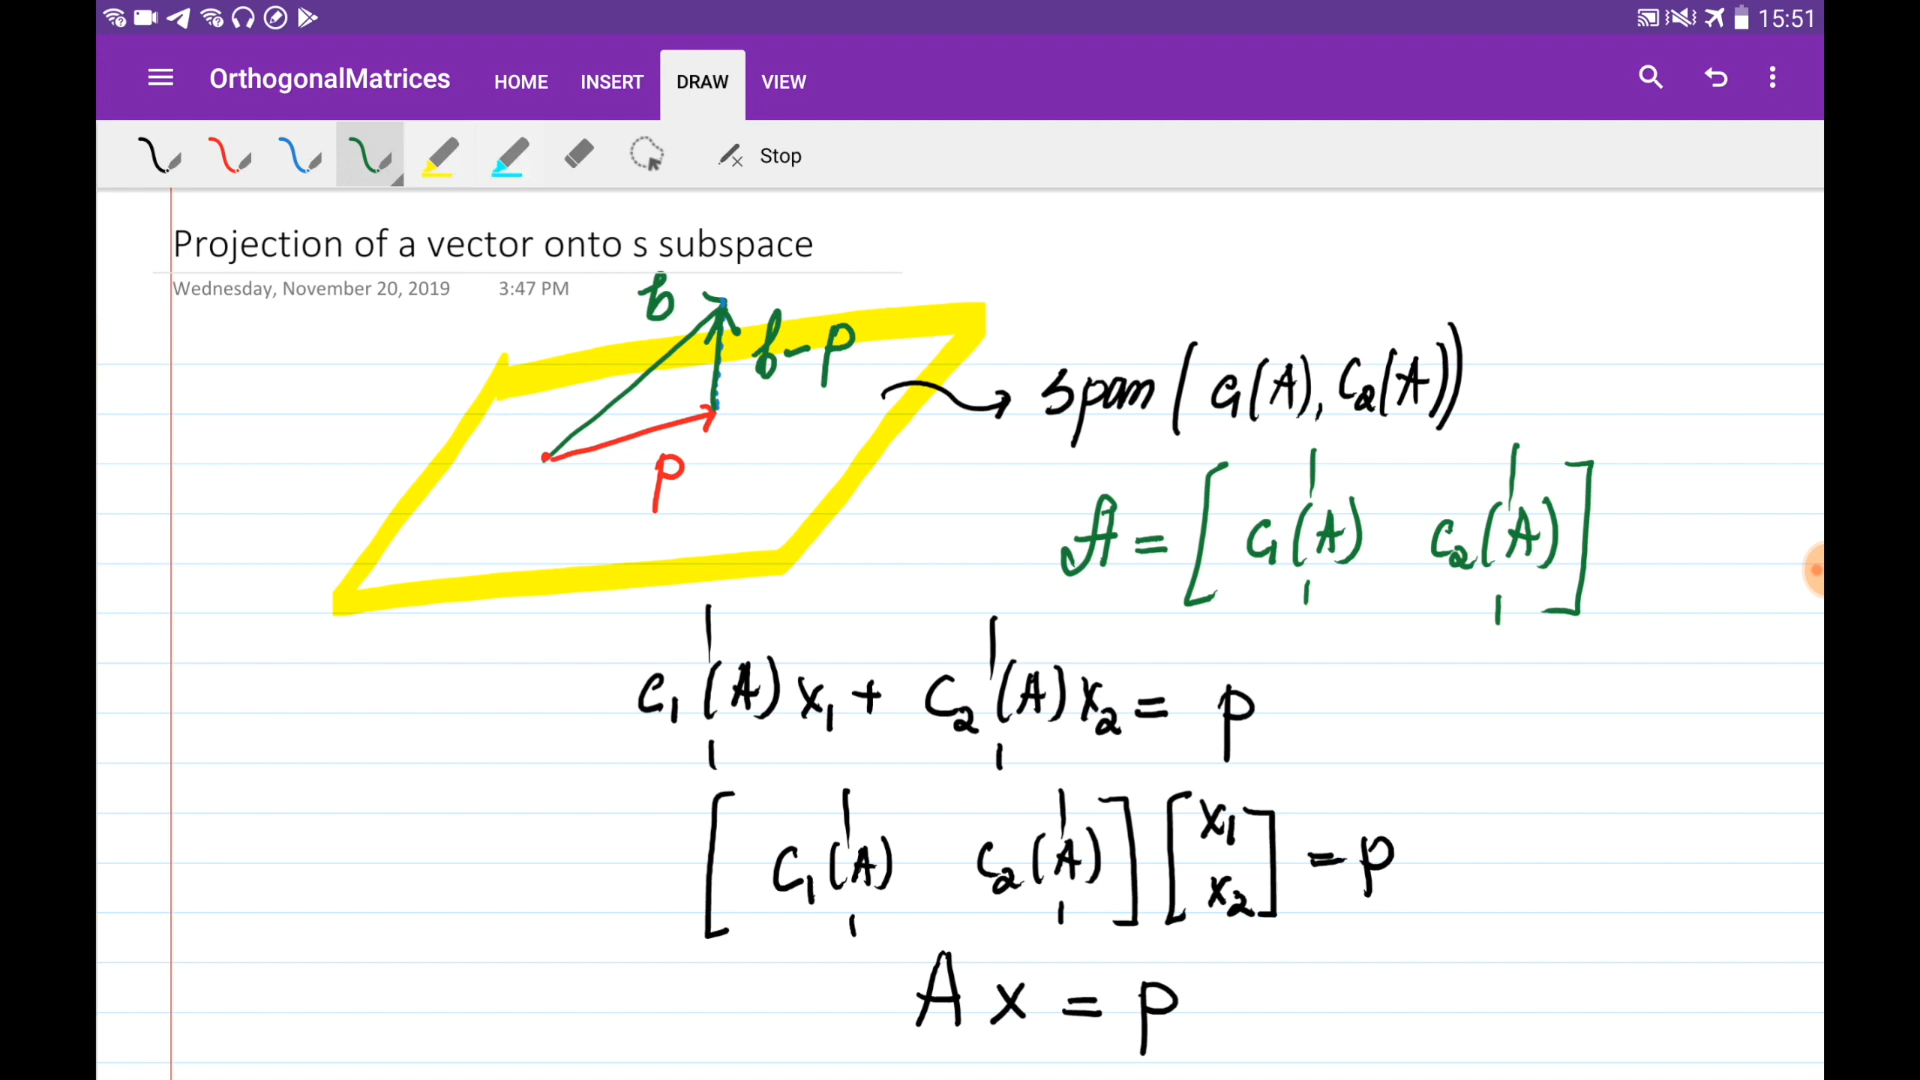 15:51
OrthogonalMatrices HOME INSERT DRAW VIEW
Stop
Projection of a vector onto s subspace
Wednesday, November 20, 2019 3:47 PM
b
b-p
p
span (C1(A), C2(A))
A = [ C1(A) C2(A) ]
C1(A) x1 + C2(A) x2 = p
[ C1(A) C2(A) ] [ x1 x2 ] = p
A x = p